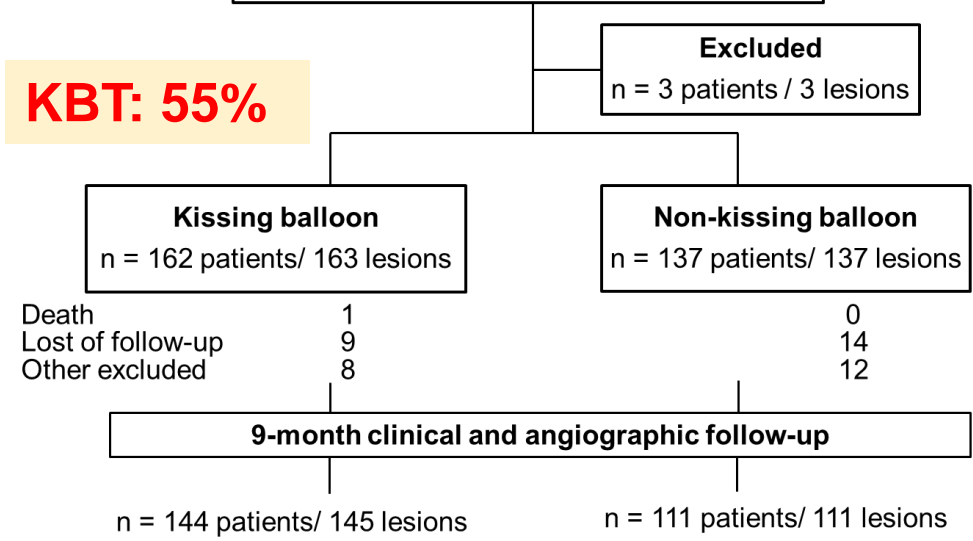 Excluded
n = 3 patients / 3 lesions
KBT: 55%
Kissing balloon
n = 162 patients/ 163 lesions
Non-kissing balloon
n = 137 patients/ 137 lesions
Death 1 0
Lost of follow-up 9 14
Other excluded 8 12
9-month clinical and angiographic follow-up
n = 144 patients/ 145 lesions
n = 111 patients/ 111 lesions